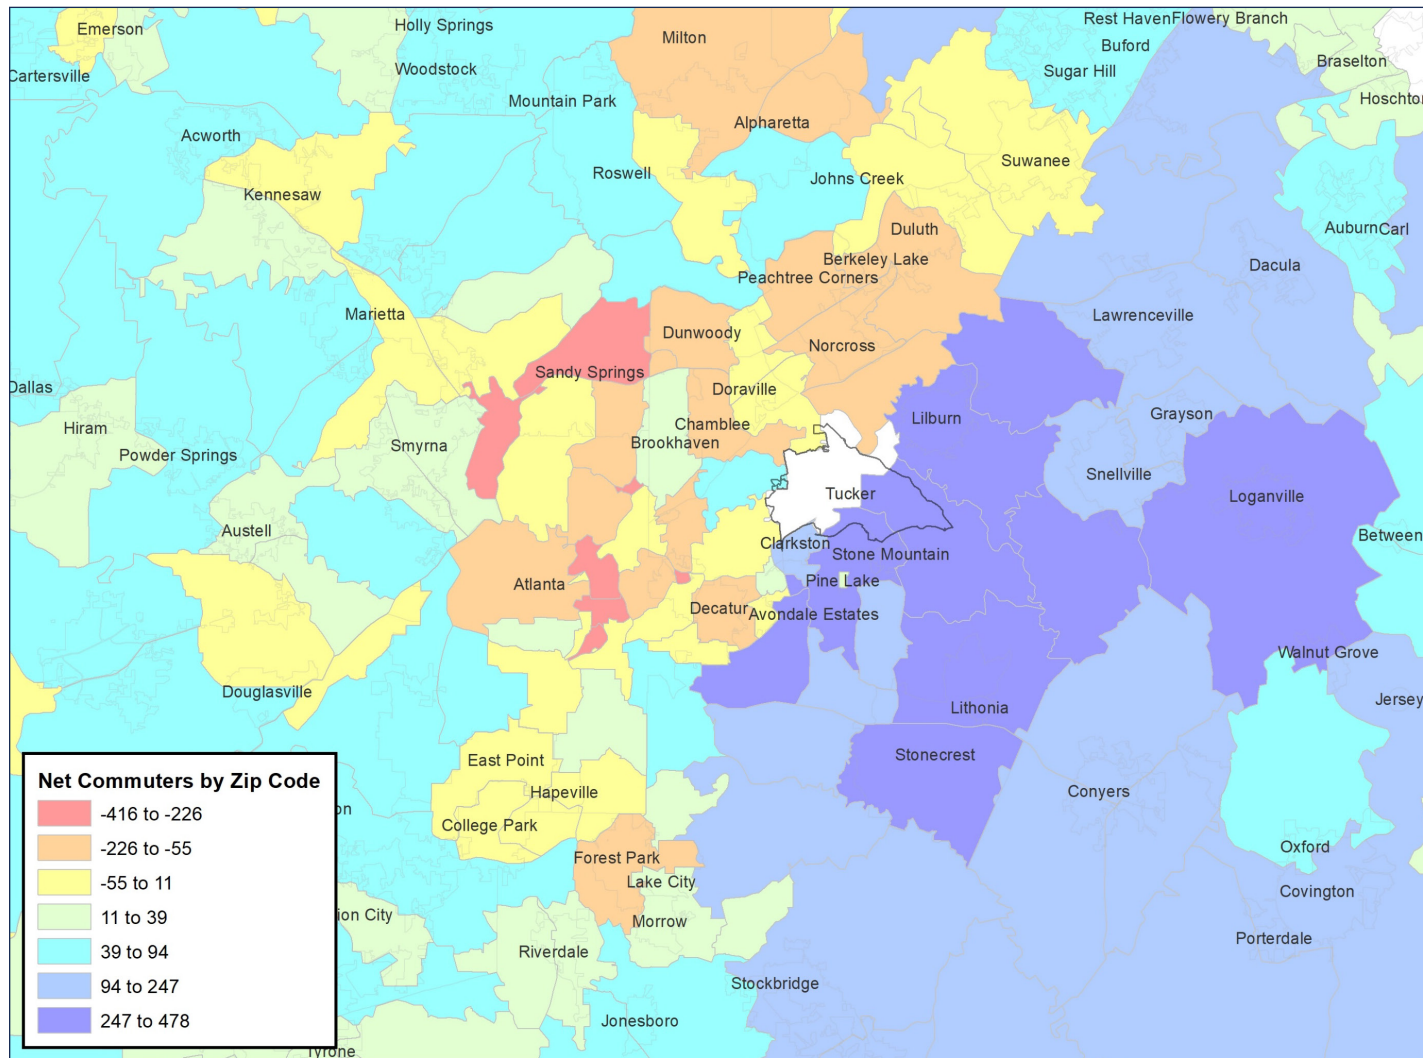 Emerson
Holly Springs
Rest Haven
Flowery Branch
Milton
Buford
Braselton
Cartersville
Woodstock
Sugar Hill
Mountain Park
Hoschto
Alpharetta
Acworth
Suwanee
Roswell
Johns Creek
Kennesaw
Duluth
Auburn
Carl
Berkeley Lake
Dacula
Peachtree Corners
Marietta
Lawrenceville
Dunwoody
Norcross
Sandy Springs
Dallas
Doraville
Grayson
Lilburn
Hiram
Chamblee
Brookhaven
Smyrna
Powder Springs
Snellville
Tucker
Loganville
Austell
Between
Clarkston
Stone Mountain
Atlanta
Pine Lake
Decatur
Avondale Estates
Walnut Grove
Douglasville
Jersey
Lithonia
Stonecrest
East Point
Hapeville
Conyers
College Park
on
Forest Park
Oxford
Lake City
Covington
ion City
Morrow
Porterdale
Riverdale
Stockbridge
Jonesboro
Tyrone
Net Commuters by Zip Code
-416 to -226
-226 to -55
-55 to 11
11 to 39
39 to 94
94 to 247
247 to 478